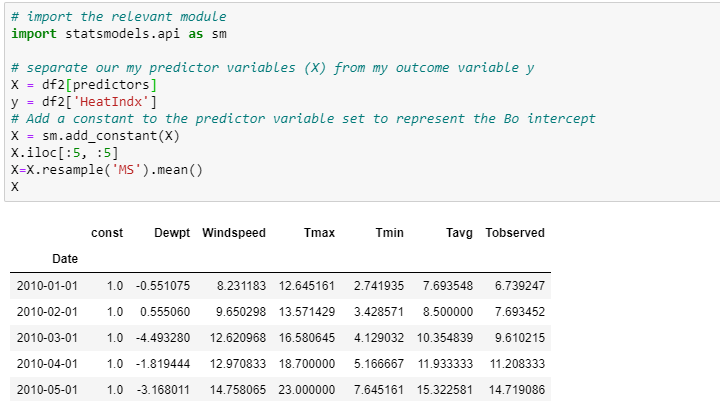 # import the relevant module
import statsmodels.api as sm
# separate our my predictor variables (X) from my outcome variable y
X = df2[predictors]
y = df2['HeatIndx']
# Add a constant to the predictor variable set to represent the Bo intercept
X = sm.add_constant(X)
X.iloc[:5, :5]
X=X.resample('MS').mean()
X
const Dewpt Windspeed Tmax Tmin Tavg Tobserved
Date
2010-01-01 1.0 -0.551075 8.231183 12.645161 2.741935 7.693548 6.739247
2010-02-01 1.0 0.555060 9.650298 13.571429 3.428571 8.500000 7.693452
2010-03-01 1.0 -4.493280 12.620968 16.580645 4.129032 10.354839 9.610215
2010-04-01 1.0 -1.819444 12.970833 18.700000 5.166667 11.933333 11.208333
2010-05-01 1.0 -3.168011 14.758065 23.000000 7.645161 15.322581 14.719086